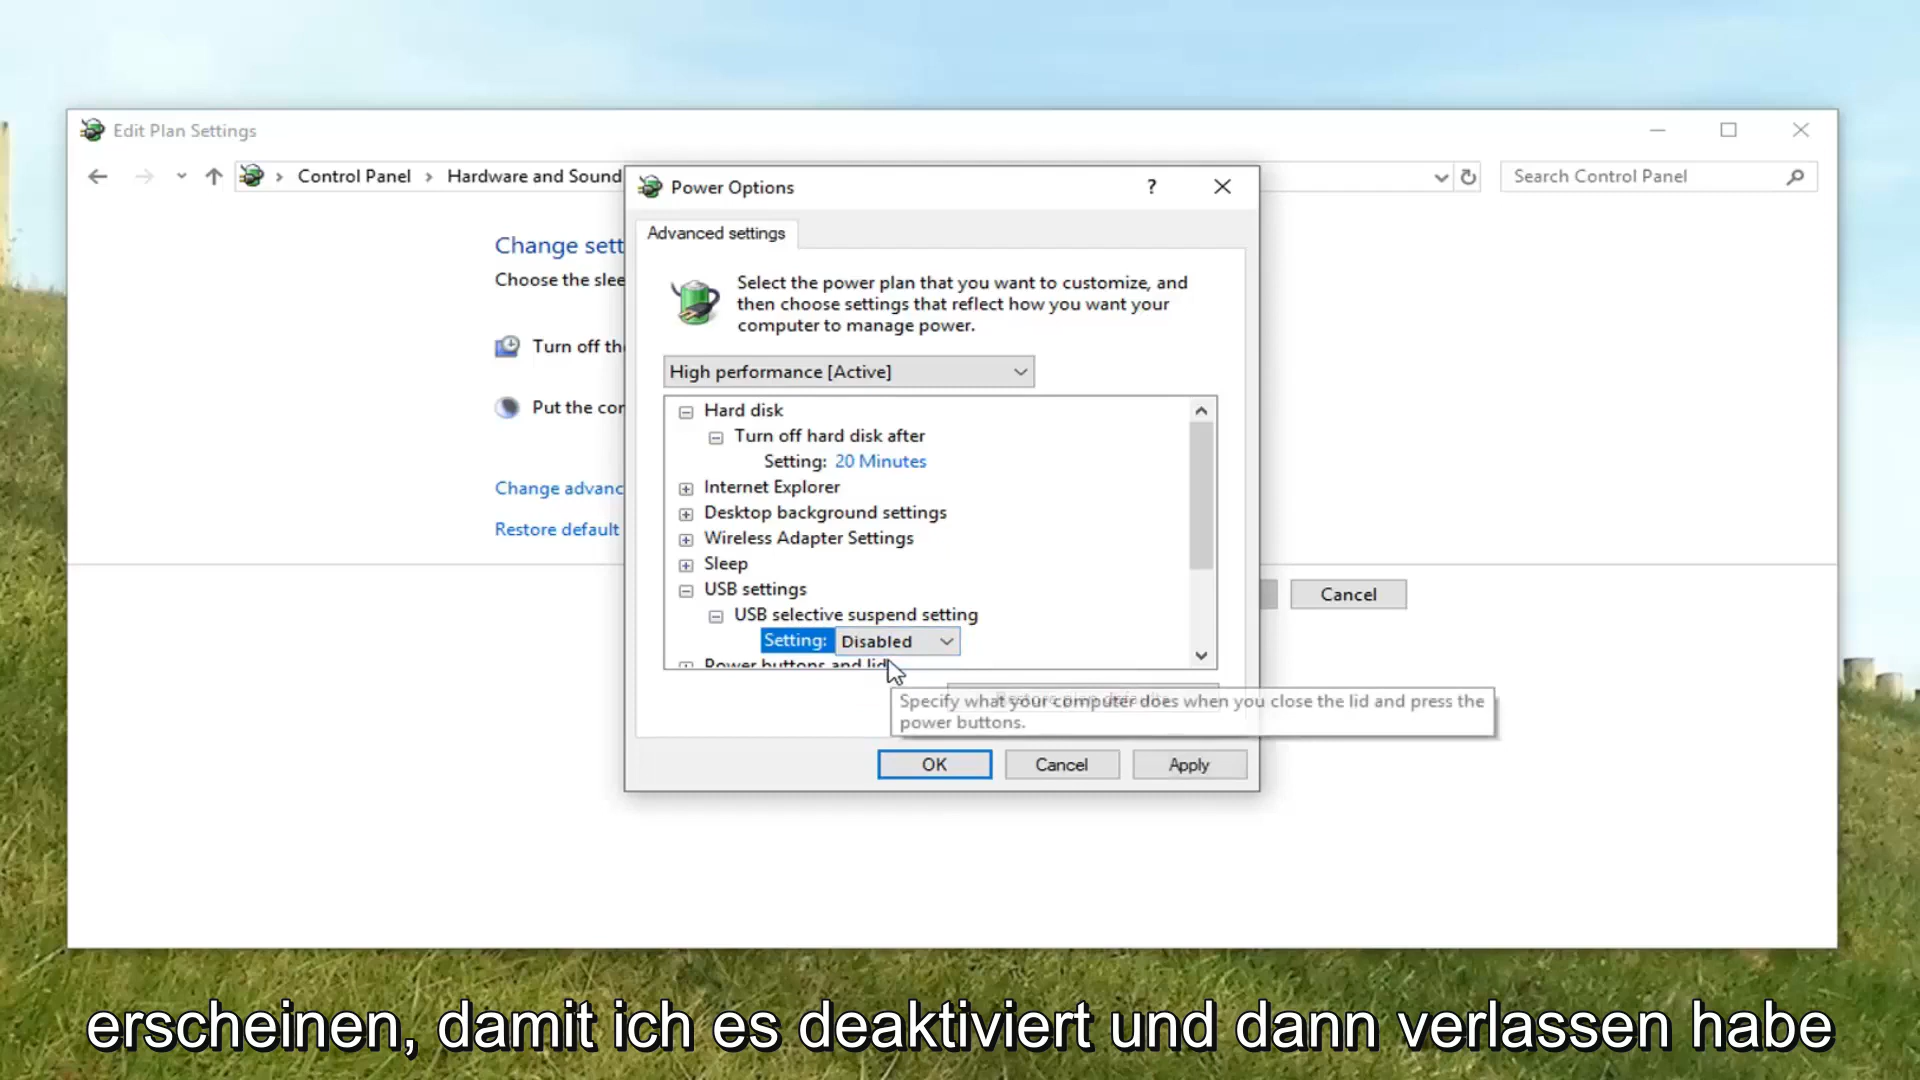 Edit Plan Settings
Control Panel
Hardware and Sound
Search Control Panel
Power Options
Advanced settings
Change sett
Choose the slee
Select the power plan that you want to customize, and
then choose settings that reflect how you want your
computer to manage power.
Turn off the
High performance [Active]
Put the cor
Hard disk
Turn off hard disk after
Setting: 20 Minutes
Change advanc
Internet Explorer
Desktop background settings
Restore default
Wireless Adapter Settings
Sleep
USB settings
Cancel
USB selective suspend setting
Setting: Disabled
Power buttons and lid
Restore plan defaults
Specify what your computer does when you close the lid and press the
power buttons.
OK
Cancel
Apply
erscheinen, damit ich es deaktiviert und dann verlassen habe